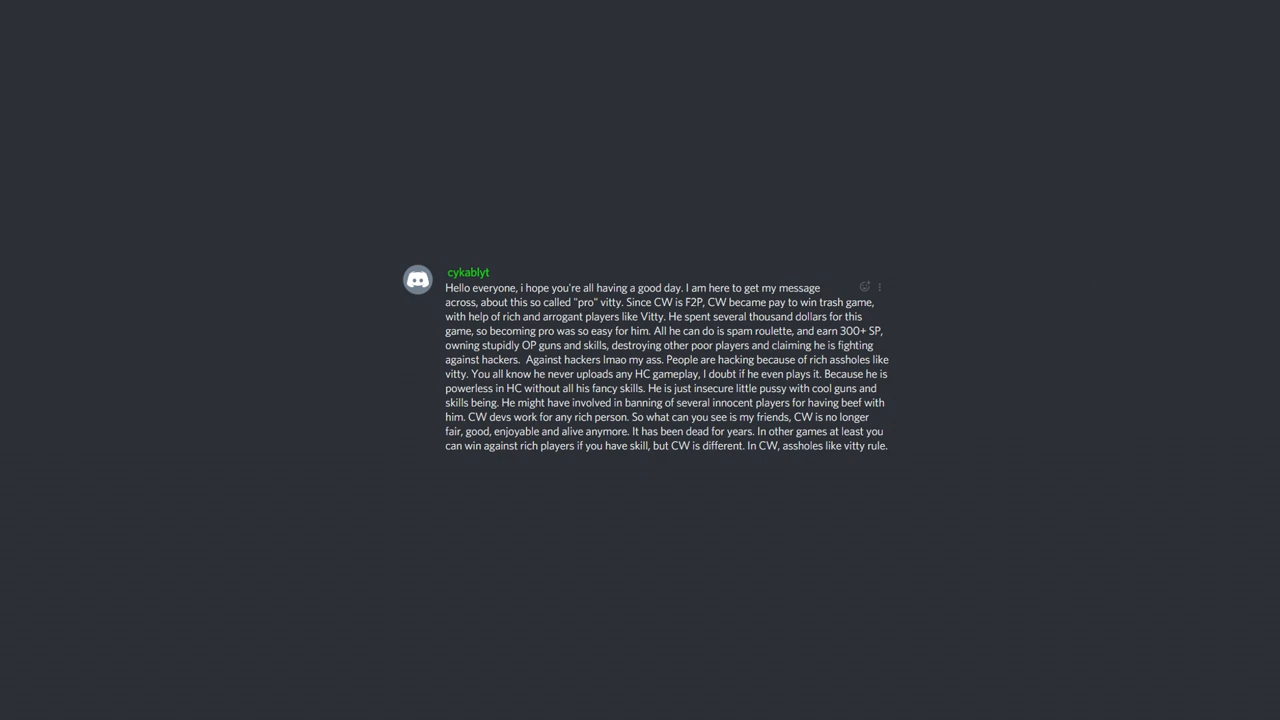 cykablyt
Hello everyone, i hope you're all having a good day. I am here to get my message
across, about this so called "pro" vitty. Since CW is F2P, CW became pay to win trash game,
with help of rich and arrogant players like Vitty. He spent several thousand dollars for this
game, so becoming pro was so easy for him. All he can do is spam roulette, and earn 300+ SP,
owning stupidly OP guns and skills, destroying other poor players and claiming he is fighting
against hackers.  Against hackers lmao my ass. People are hacking because of rich assholes like
vitty. You all know he never uploads any HC gameplay, I doubt if he even plays it. Because he is
powerless in HC without all his fancy skills. He is just insecure little pussy with cool guns and
skills being. He might have involved in banning of several innocent players for having beef with
him. CW devs work for any rich person. So what can you see is my friends, CW is no longer
fair, good, enjoyable and alive anymore. It has been dead for years. In other games at least you
can win against rich players if you have skill, but CW is different. In CW, assholes like vitty rule.